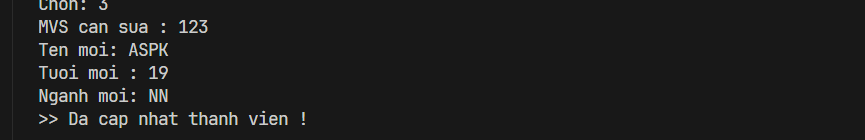 Chon: 3
MVS can sua : 123
Ten moi: ASPK
Tuoi moi : 19
Nganh moi: NN
>> Da cap nhat thanh vien !